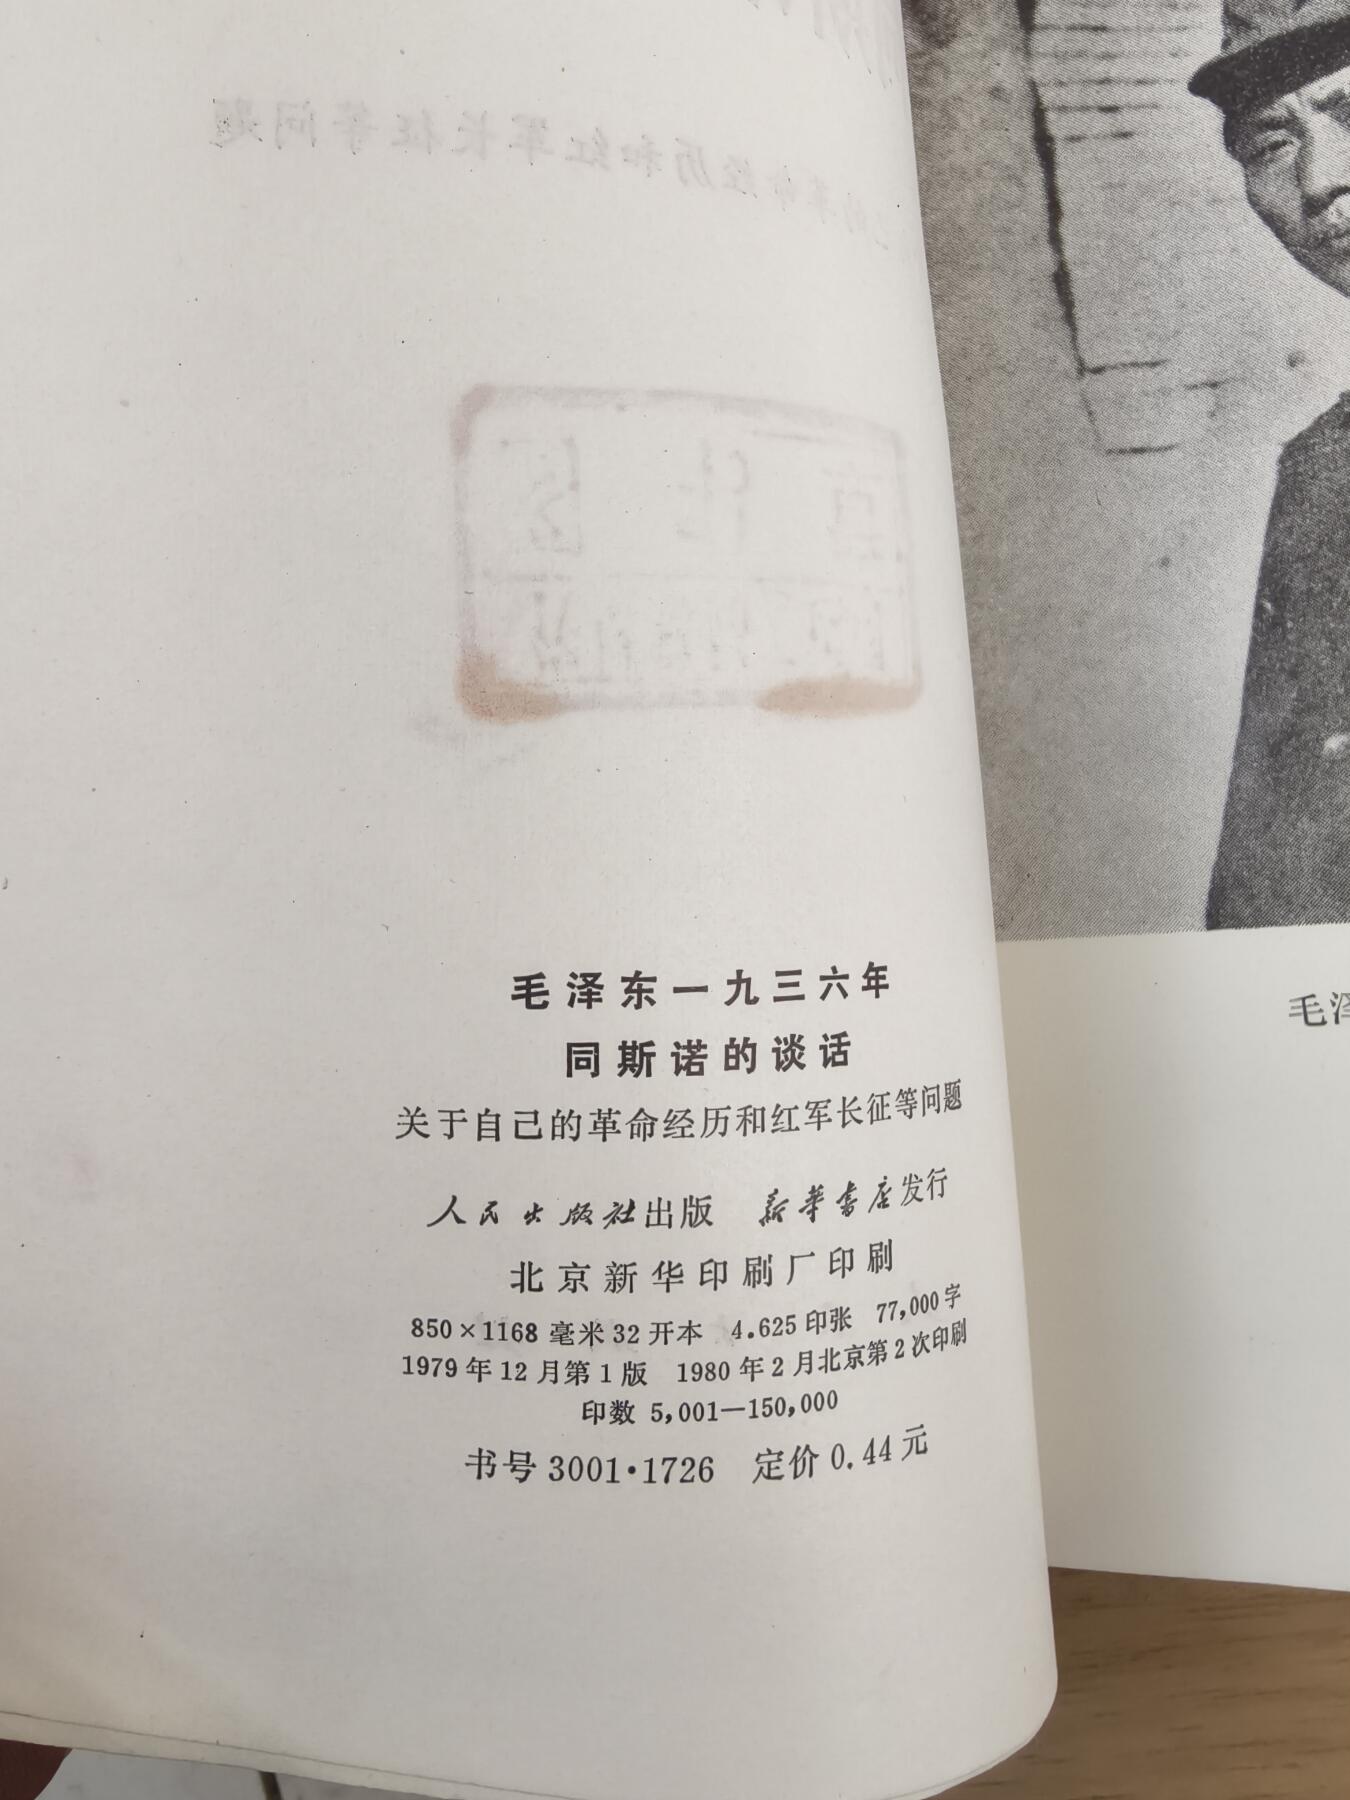 毛泽东一九三六年
同斯诺的谈话
关于自己的革命经历和红军长征等问题
人民出版社出版 新华书店发行
北京新华印刷厂印刷
850×1168毫米32开本 4.625印张 77,000字
1979年12月第1版 1980年2月北京第2次印刷
印数 5,001—150,000
书号3001·1726 定价0.44元
毛泽